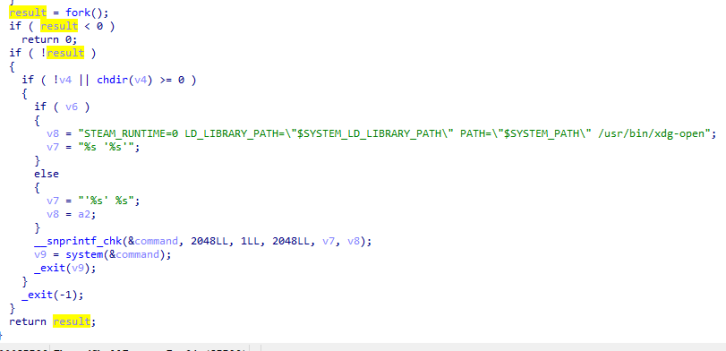 result = fork();
if ( result < 0 )
return 0;
if ( !result )
{
if ( !v4 || chdir(v4) >= 0 )
{
if ( v6 )
{
v8 = "STEAM_RUNTIME=0 LD_LIBRARY_PATH=\"$SYSTEM_LD_LIBRARY_PATH\" PATH=\"$SYSTEM_PATH\" /usr/bin/xdg-open";
v7 = "%s '%s'";
}
else
{
v7 = "'%s' %s";
v8 = a2;
}
__snprintf_chk(&command, 2048LL, 1LL, 2048LL, v7, v8);
v9 = system(&command);
_exit(v9);
}
_exit(-1);
}
return result;
}